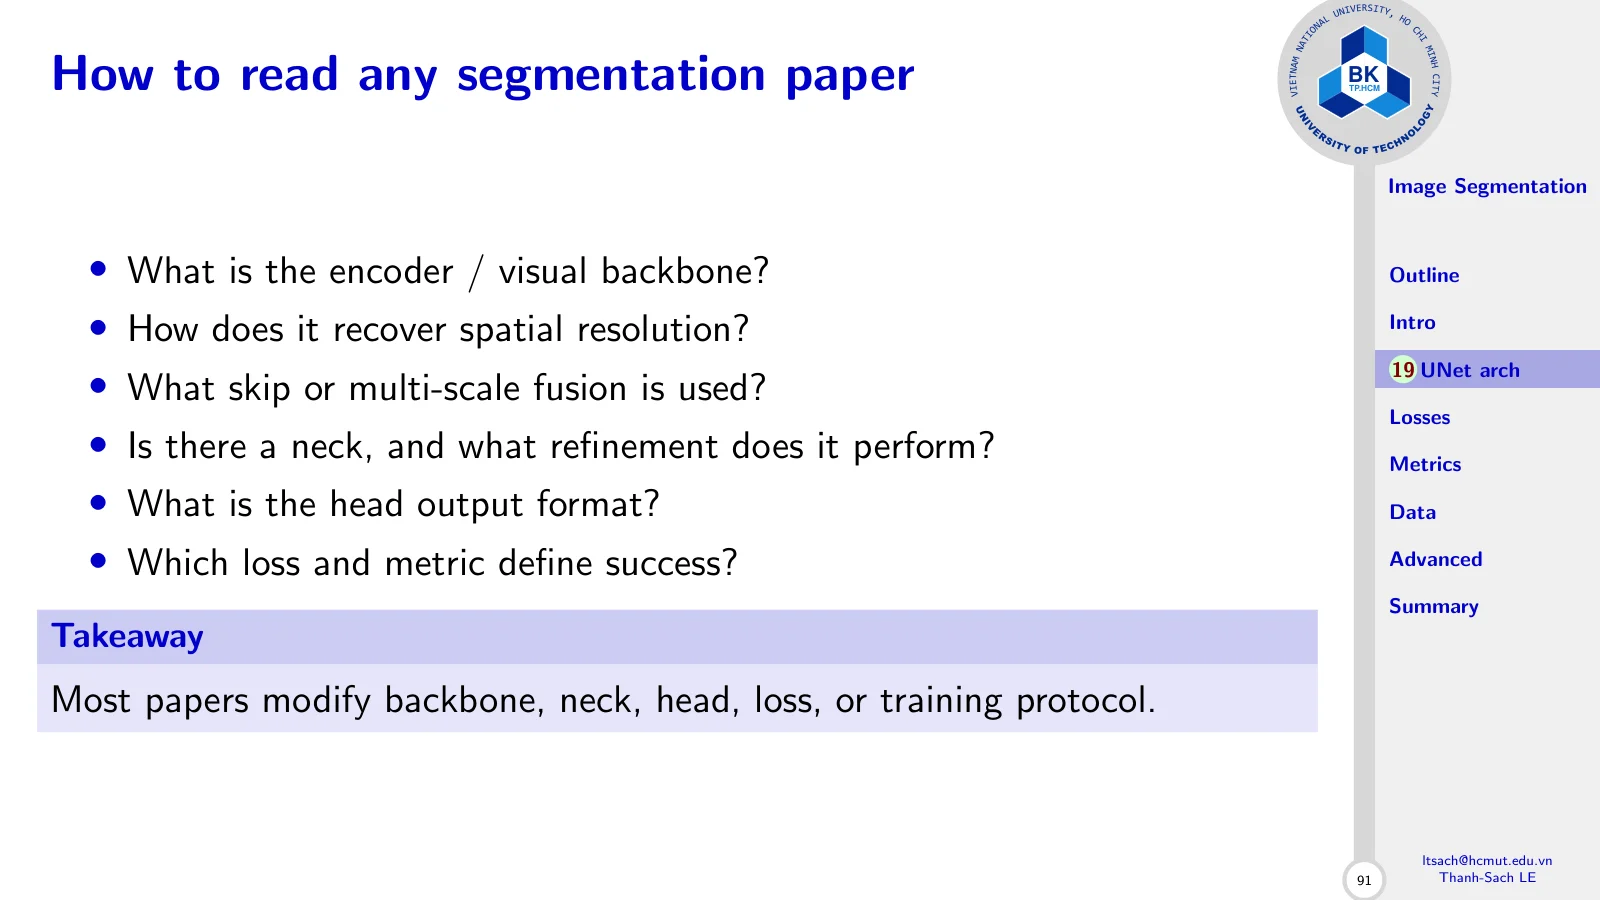 How to read any segmentation paper
• What is the encoder / visual backbone?
• How does it recover spatial resolution?
• What skip or multi-scale fusion is used?
• Is there a neck, and what refinement does it perform?
• What is the head output format?
• Which loss and metric define success?
Takeaway
Most papers modify backbone, neck, head, loss, or training protocol.
VIETNAM NATIONAL UNIVERSITY, HO CHI MINH CITY
BK
TP.HCM
UNIVERSITY OF TECHNOLOGY
Image Segmentation
Outline
Intro
19 UNet arch
Losses
Metrics
Data
Advanced
Summary
ltsach@hcmut.edu.vn
Thanh-Sach LE
91